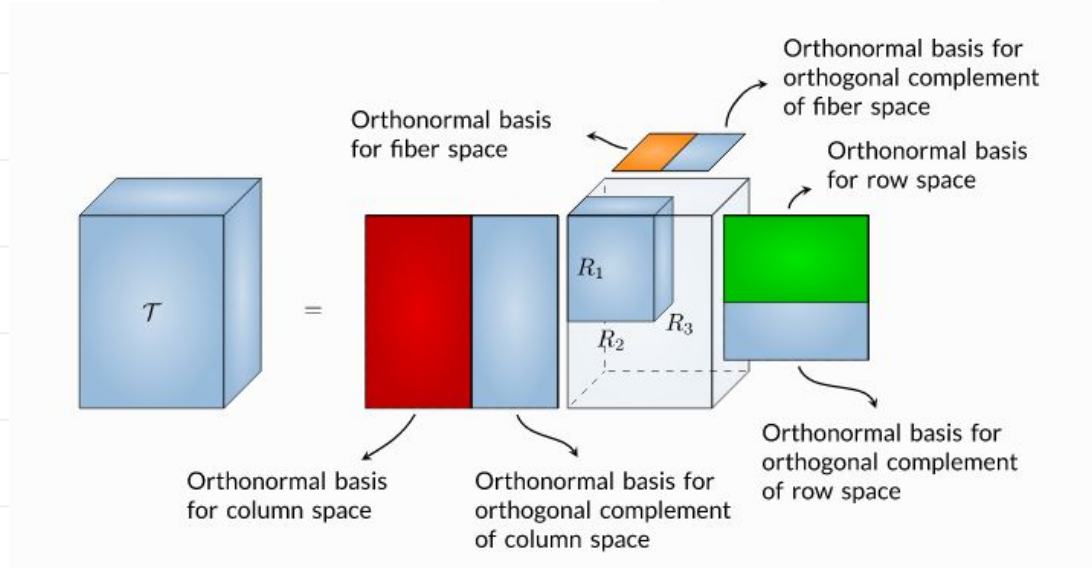 Orthonormal basis for
orthogonal complement
of fiber space
Orthonormal basis
for fiber space
Orthonormal basis
for row space
𝒯
=
R₁
R₂
R₃
Orthonormal basis
for column space
Orthonormal basis for
orthogonal complement
of column space
Orthonormal basis for
orthogonal complement
of row space